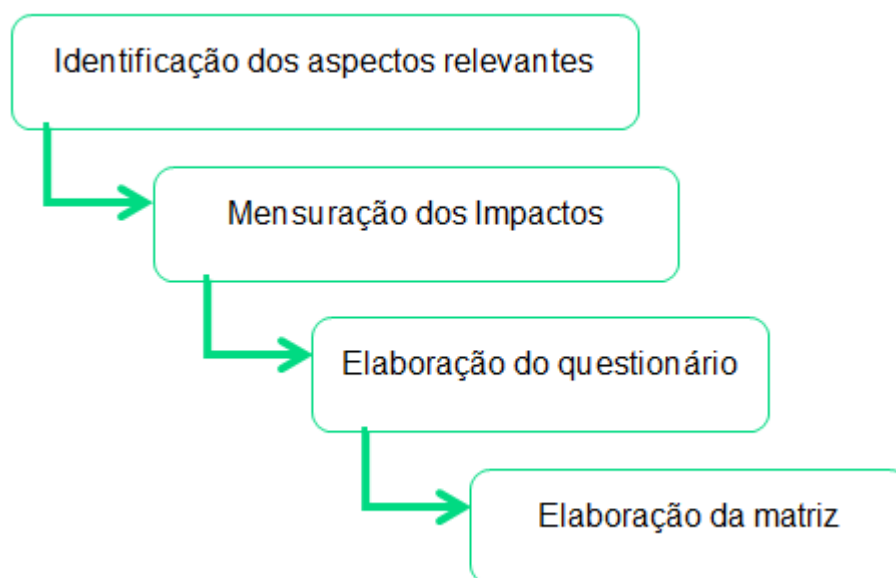 Identificação dos aspectos relevantes
Mensuração dos Impactos
Elaboração do questionário
Elaboração da matriz